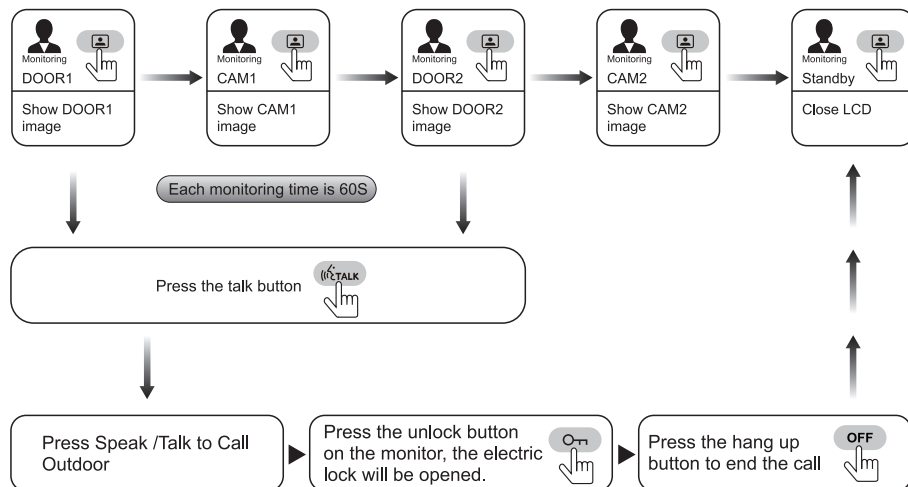 Monitoring
DOOR1
Show DOOR1
image
Monitoring
CAM1
Show CAM1
image
Monitoring
DOOR2
Show DOOR2
image
Monitoring
CAM2
Show CAM2
image
Monitoring
Standby
Close LCD
Each monitoring time is 60S
Press the talk button
TALK
Press Speak /Talk to Call
Outdoor
Press the unlock button
on the monitor, the electric
lock will be opened.
Press the hang up
button to end the call
OFF